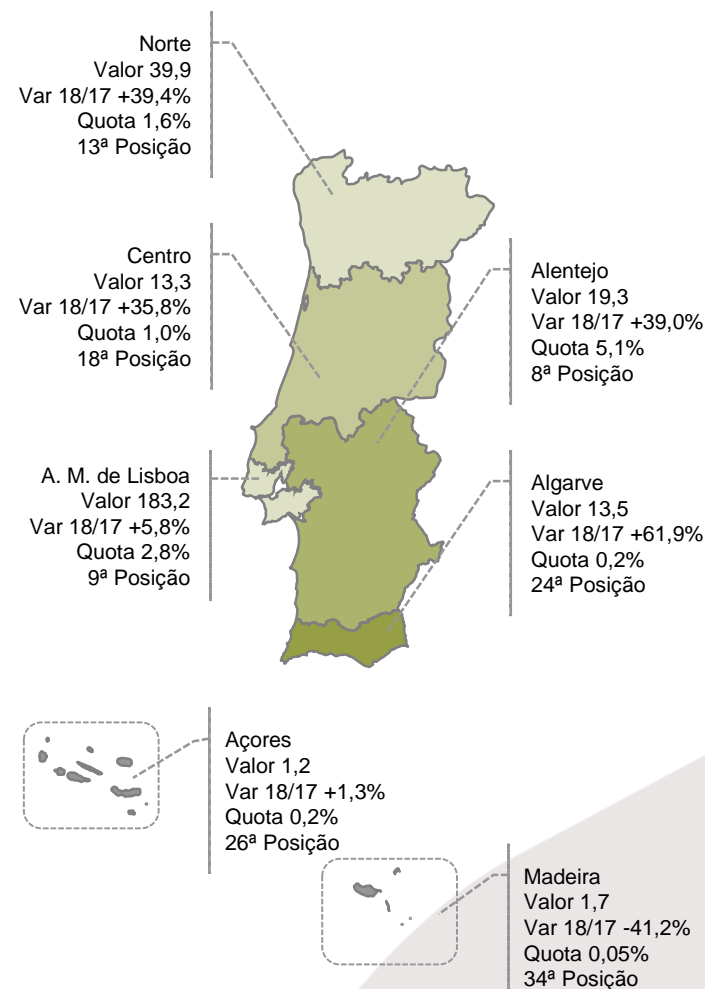 Norte
Valor 39,9
Var 18/17 +39,4%
Quota 1,6%
13ª Posição
Centro
Valor 13,3
Var 18/17 +35,8%
Quota 1,0%
18ª Posição
Alentejo
Valor 19,3
Var 18/17 +39,0%
Quota 5,1%
8ª Posição
A. M. de Lisboa
Valor 183,2
Var 18/17 +5,8%
Quota 2,8%
9ª Posição
Algarve
Valor 13,5
Var 18/17 +61,9%
Quota 0,2%
24ª Posição
Açores
Valor 1,2
Var 18/17 +1,3%
Quota 0,2%
26ª Posição
Madeira
Valor 1,7
Var 18/17 -41,2%
Quota 0,05%
34ª Posição